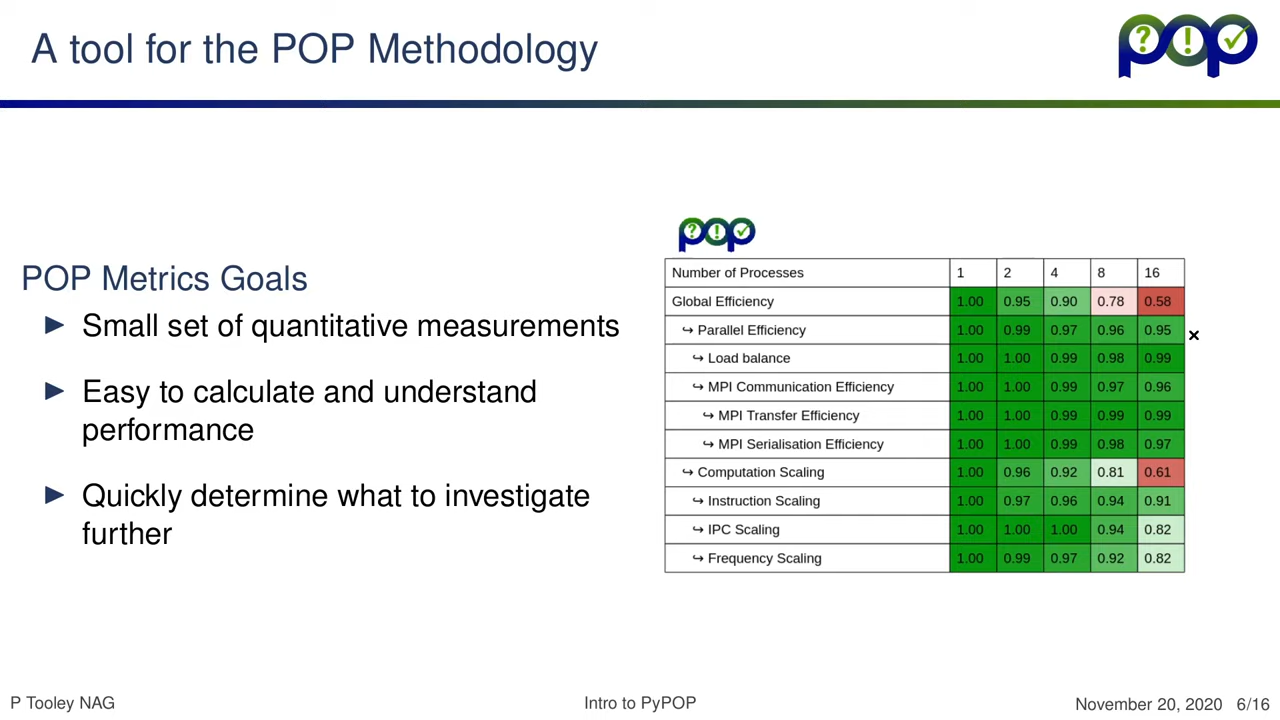 A tool for the POP Methodology
pop
POP Metrics Goals
Small set of quantitative measurements
Easy to calculate and understand
performance
Quickly determine what to investigate
further
pop
Number of Processes 1 2 4 8 16
Global Efficiency 1.00 0.95 0.90 0.78 0.58
↪ Parallel Efficiency 1.00 0.99 0.97 0.96 0.95
↪ Load balance 1.00 1.00 0.99 0.98 0.99
↪ MPI Communication Efficiency 1.00 1.00 0.99 0.97 0.96
↪ MPI Transfer Efficiency 1.00 1.00 0.99 0.99 0.99
↪ MPI Serialisation Efficiency 1.00 1.00 0.99 0.98 0.97
↪ Computation Scaling 1.00 0.96 0.92 0.81 0.61
↪ Instruction Scaling 1.00 0.97 0.96 0.94 0.91
↪ IPC Scaling 1.00 1.00 1.00 0.94 0.82
↪ Frequency Scaling 1.00 0.99 0.97 0.92 0.82
P Tooley NAG
Intro to PyPOP
November 20, 2020 6/16